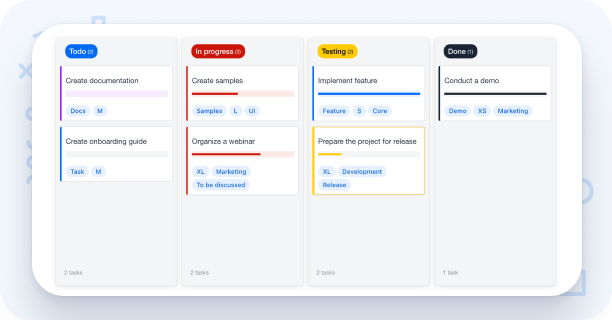 Todo (2)
Create documentation
Docs M
Create onboarding guide
Task M
2 tasks
In progress (2)
Create samples
Samples L UI
Organize a webinar
XL Marketing
To be discussed
2 tasks
Testing (2)
Implement feature
Feature S Core
Prepare the project for release
XL Development
Release
2 tasks
Done (1)
Conduct a demo
Demo XS Marketing
1 task